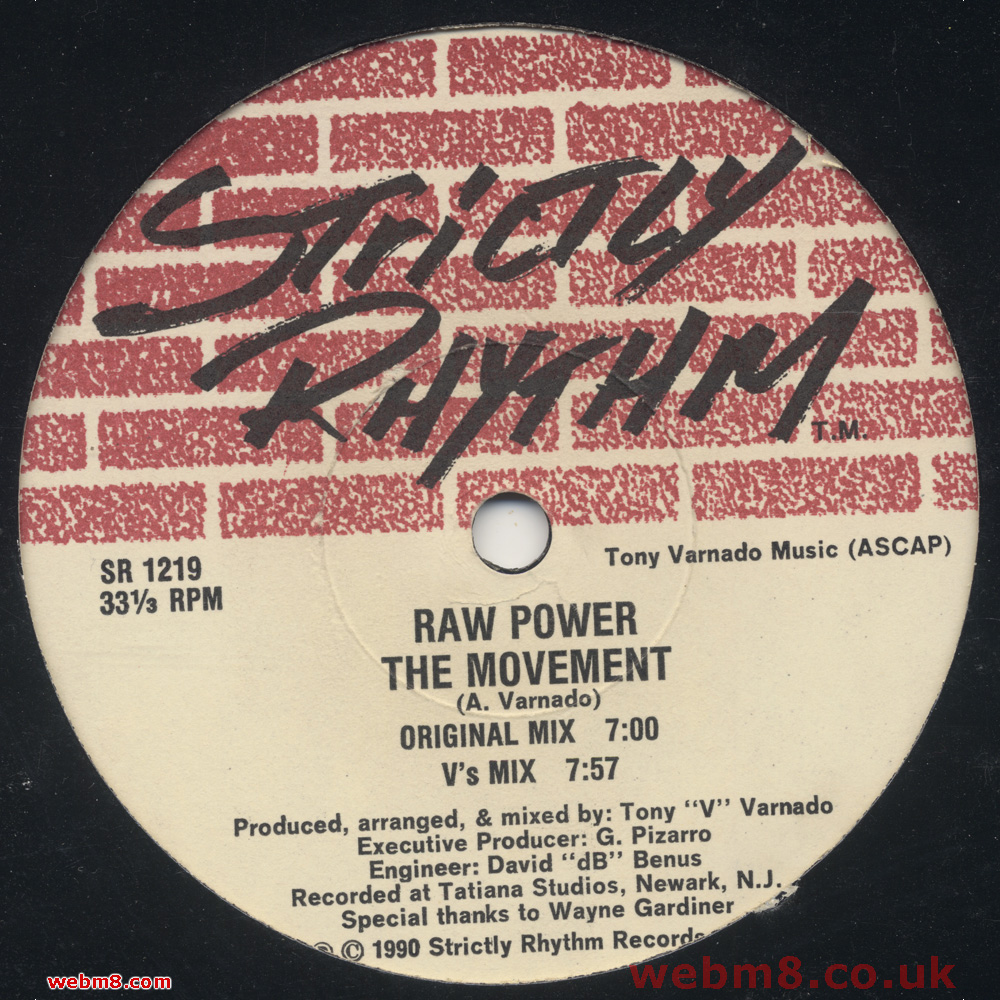 STRICTLY
RHYTHM
T.M.
Tony Varnado Music (ASCAP)
SR 1219
33⅓ RPM
RAW POWER
THE MOVEMENT
(A. Varnado)
ORIGINAL MIX 7:00
V's MIX 7:57
Produced, arranged, & mixed by: Tony "V" Varnado
Executive Producer: G. Pizarro
Engineer: David "dB" Benus
Recorded at Tatiana Studios, Newark, N.J.
Special thanks to Wayne Gardiner
℗ © 1990 Strictly Rhythm Records
webm8.com
webm8.co.uk